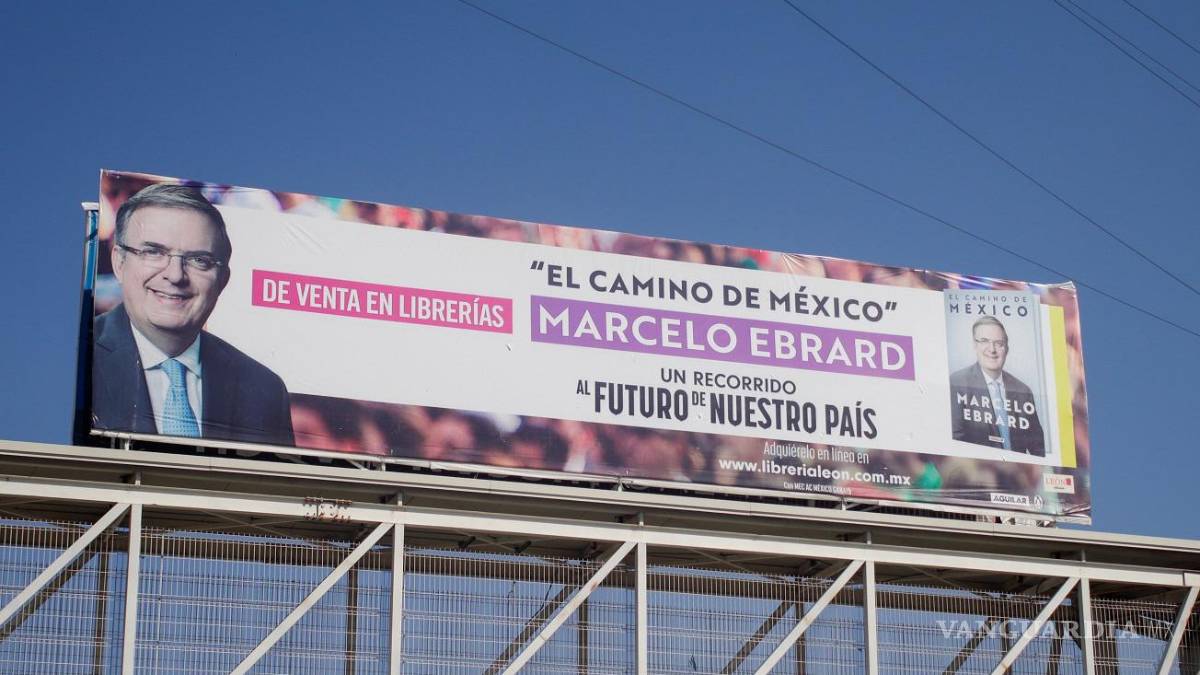 DE VENTA EN LIBRERÍAS
“EL CAMINO DE MÉXICO”
MARCELO EBRARD
UN RECORRIDO
AL FUTURO DE NUESTRO PAÍS
Adquiérelo en línea en
www.librerialeon.com.mx
EL CAMINO DE
MÉXICO
MARCELO
EBRARD
AGUILAR
LEÓN
VANGUARDIA